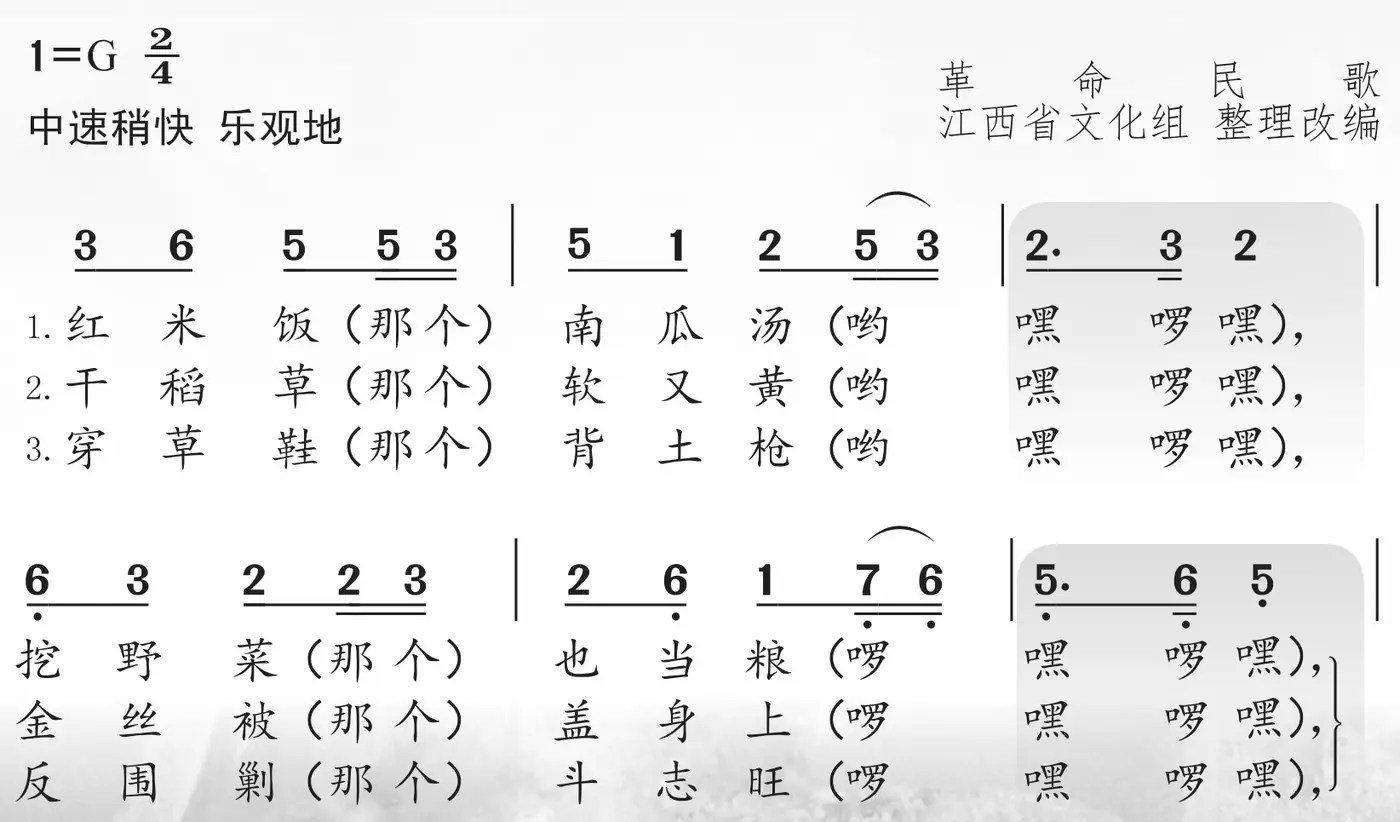 1=G 2/4
革命民歌
中速稍快 乐观地
江西省文化组 整理改编
3 6 5 5 3 | 5 1 2 5 3 | 2. 3 2 |
1. 红 米 饭（那 个）南 瓜 汤（哟 嘿 啰 嘿），
2. 干 稻 草（那 个）软 又 黄（哟 嘿 啰 嘿），
3. 穿 草 鞋（那 个）背 土 枪（哟 嘿 啰 嘿），
6̣ 3 2 2 3 | 2 6̣ 1 7̣ 6̣ | 5̣. 6̣ 5̣ |
挖 野 菜（那 个）也 当 粮（啰 嘿 啰 嘿），
金 丝 被（那 个）盖 身 上（啰 嘿 啰 嘿），
反 围 剿（那 个）斗 志 旺（啰 嘿 啰 嘿），